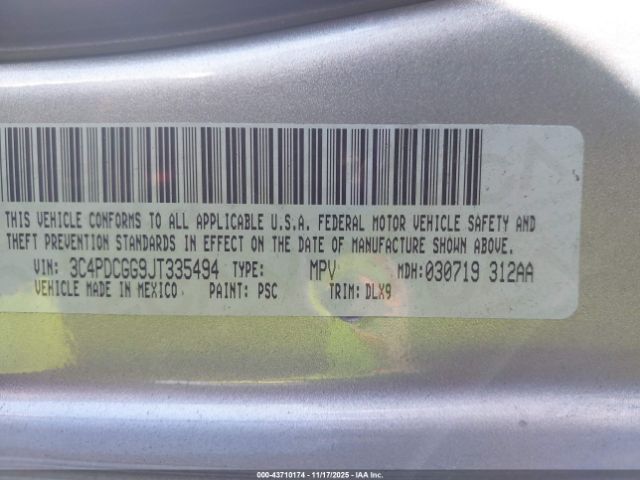 THIS VEHICLE CONFORMS TO ALL APPLICABLE U.S.A. FEDERAL MOTOR VEHICLE SAFETY AND
THEFT PREVENTION STANDARDS IN EFFECT ON THE DATE OF MANUFACTURE SHOWN ABOVE.
VIN: 3C4PDCGG9JT335494 TYPE: MPV MDH:030719 312AA
VEHICLE MADE IN MEXICO PAINT: PSC TRIM: DLX9
000-43710174 - 11/17/2025 - IAA Inc.